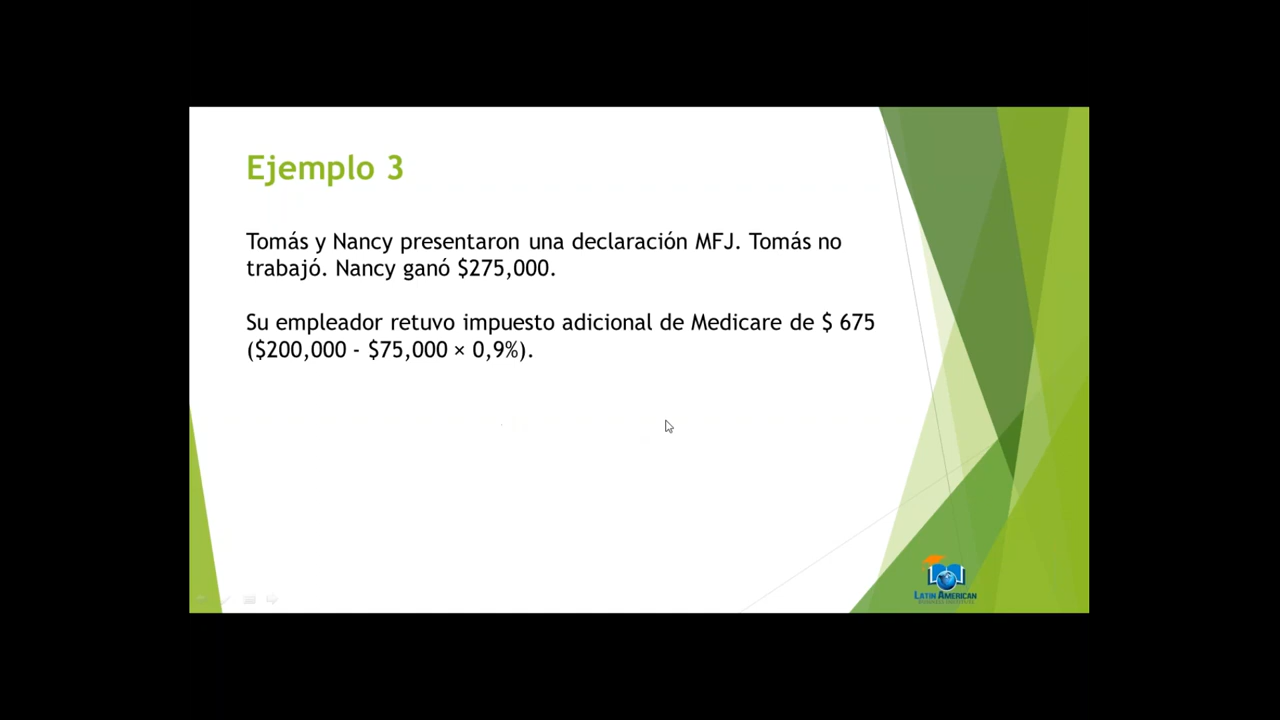 Ejemplo 3
Tomás y Nancy presentaron una declaración MFJ. Tomás no
trabajó. Nancy ganó $275,000.
Su empleador retuvo impuesto adicional de Medicare de $ 675
($200,000 - $75,000 × 0,9%).
LATIN AMERICAN